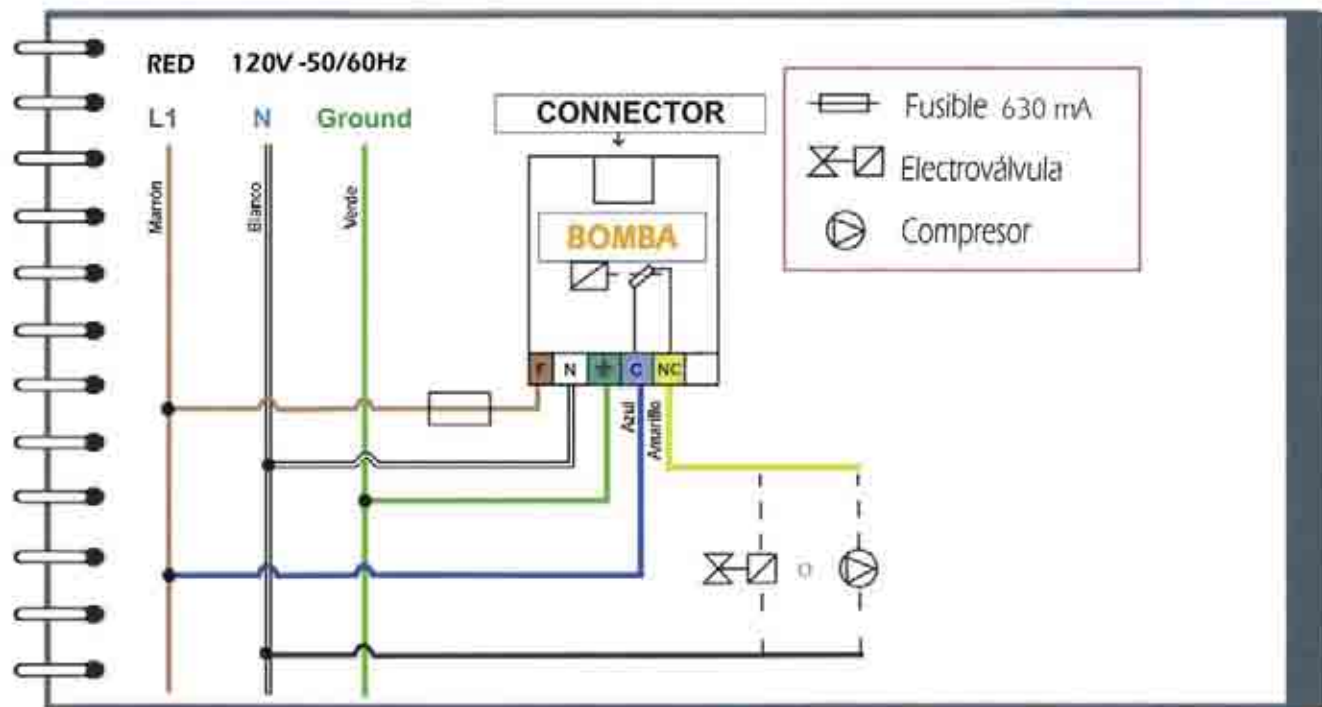 RED 120V -50/60Hz
L1 N Ground
Marrón
Blanco
Verde
CONNECTOR
BOMBA
F N C NC
Azul
Amarillo
o
Fusible 630 mA
Electroválvula
Compresor